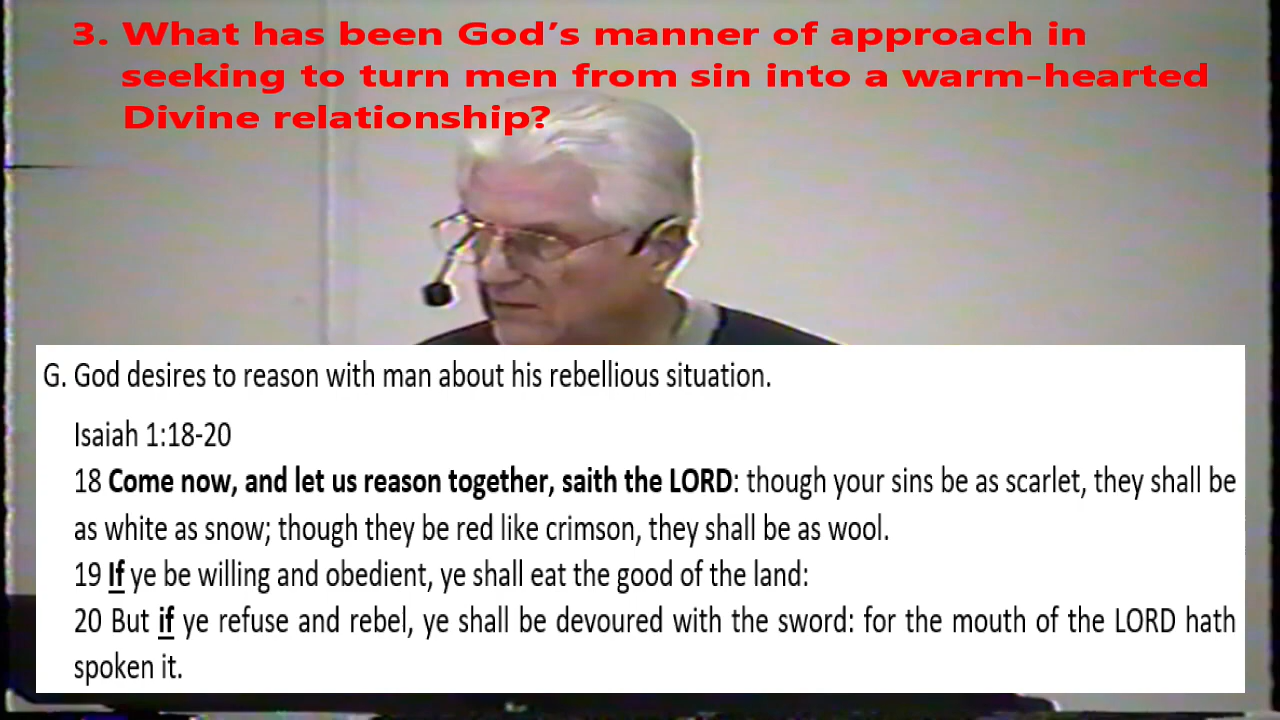 3. What has been God’s manner of approach in
seeking to turn men from sin into a warm-hearted
Divine relationship?
G. God desires to reason with man about his rebellious situation.
Isaiah 1:18-20
18 Come now, and let us reason together, saith the LORD: though your sins be as scarlet, they shall be
as white as snow; though they be red like crimson, they shall be as wool.
19 If ye be willing and obedient, ye shall eat the good of the land:
20 But if ye refuse and rebel, ye shall be devoured with the sword: for the mouth of the LORD hath
spoken it.